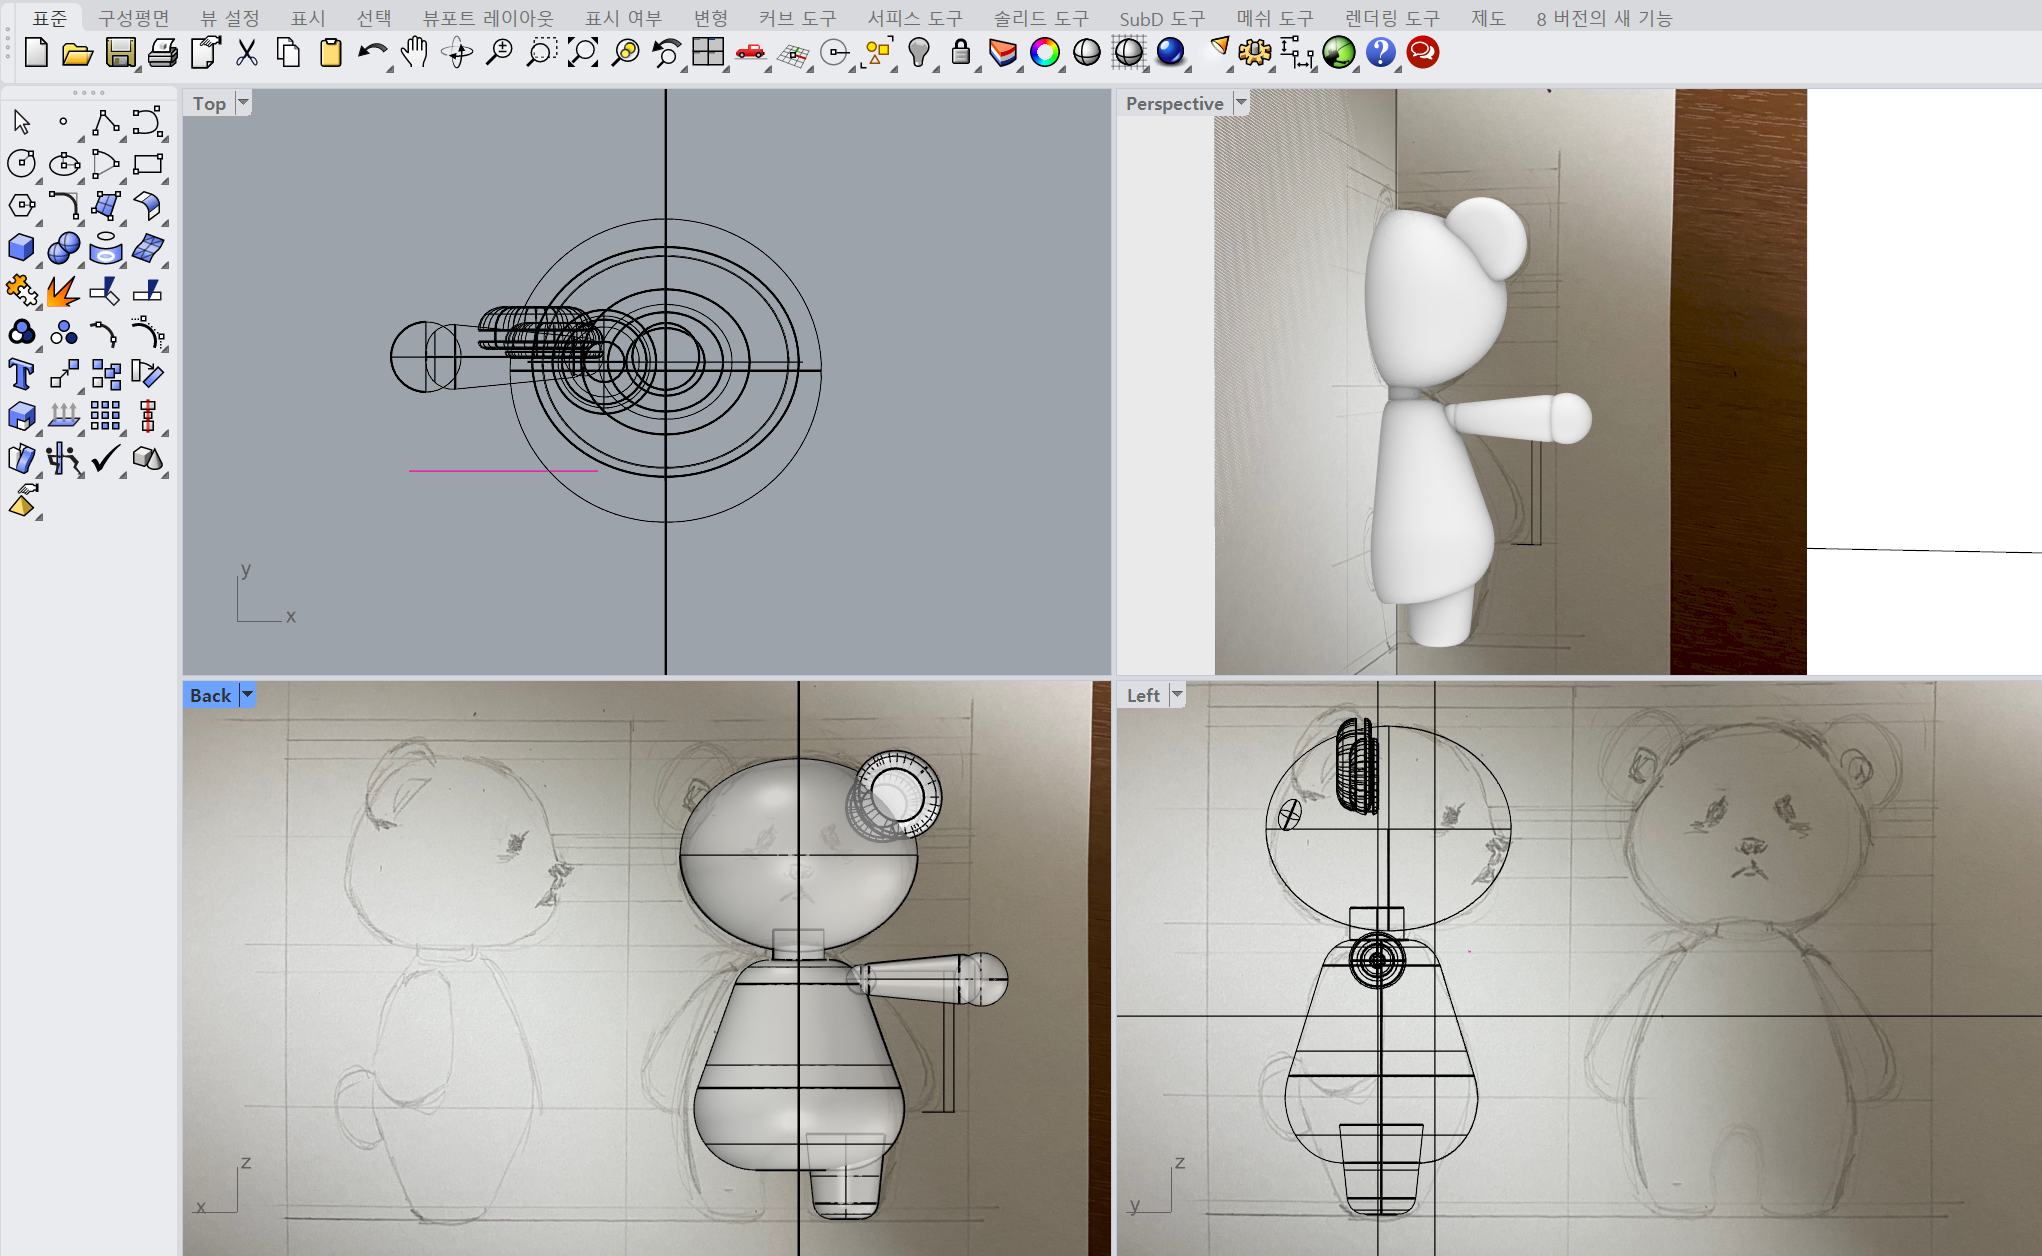 표준 구성평면 뷰 설정 표시 선택 뷰포트 레이아웃 표시 여부 변형 커브 도구 서피스 도구 솔리드 도구 SubD 도구 메쉬 도구 렌더링 도구 제도 8 버전의 새 기능
Top
y
x
Perspective
Back
z
x
Left
z
y